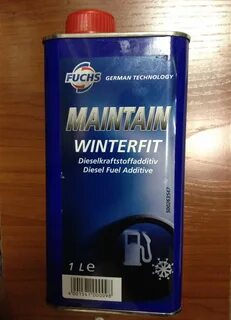 FUCHS GERMAN TECHNOLOGY
MAINTAIN
WINTERFIT
Dieselkraftstoffadditiv
Diesel Fuel Additive
1 L e